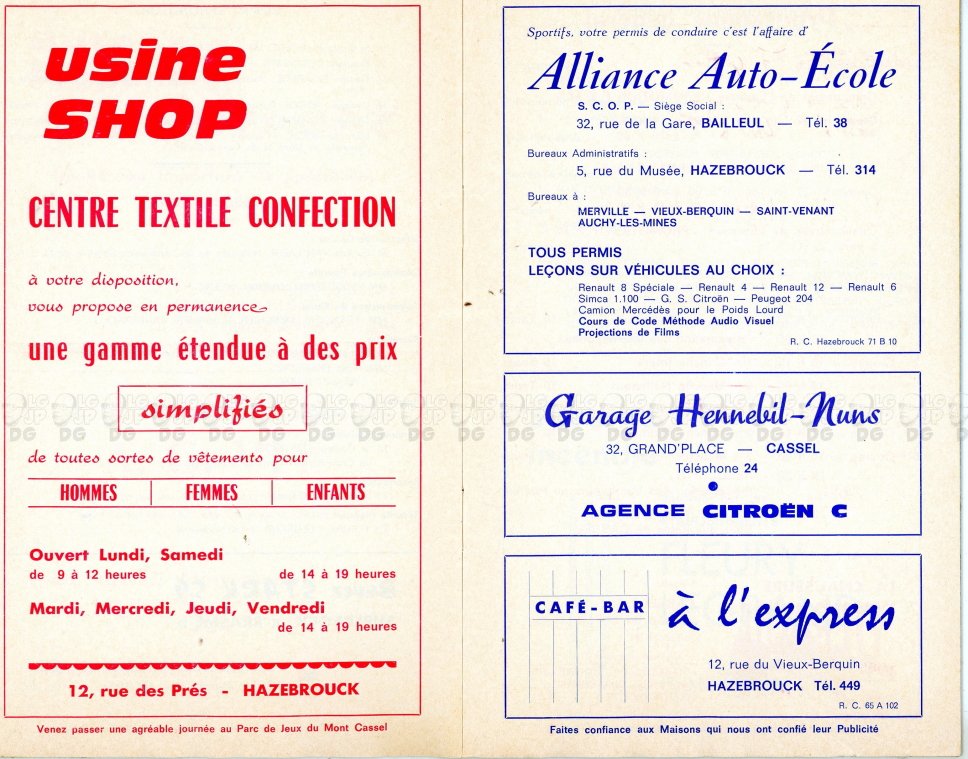 usine
SHOP
CENTRE TEXTILE CONFECTION
à votre disposition,
vous propose en permanence
une gamme étendue à des prix
simplifiés
de toutes sortes de vêtements pour
HOMMES FEMMES ENFANTS
Ouvert Lundi, Samedi
de 9 à 12 heures de 14 à 19 heures
Mardi, Mercredi, Jeudi, Vendredi
de 14 à 19 heures
12, rue des Prés - HAZEBROUCK
Venez passer une agréable journée au Parc de Jeux du Mont Cassel
Sportifs, votre permis de conduire c'est l'affaire d'
Alliance Auto-École
S. C. O. P. — Siège Social :
32, rue de la Gare, BAILLEUL — Tél. 38
Bureaux Administratifs :
5, rue du Musée, HAZEBROUCK — Tél. 314
Bureaux à :
MERVILLE — VIEUX-BERQUIN — SAINT-VENANT
AUCHY-LES-MINES
TOUS PERMIS
LEÇONS SUR VÉHICULES AU CHOIX :
Renault 8 Spéciale — Renault 4 — Renault 12 — Renault 6
Simca 1.100 — G. S. Citroën — Peugeot 204
Camion Mercédès pour le Poids Lourd
Cours de Code Méthode Audio Visuel
Projections de Films
R. C. Hazebrouck 71 B 10
Garage Hennebil-Nuns
32, GRAND'PLACE — CASSEL
Téléphone 24
AGENCE CITROËN C
CAFÉ-BAR
à l'express
12, rue du Vieux-Berquin
HAZEBROUCK Tél. 449
R. C. 65 A 102
Faites confiance aux Maisons qui nous ont confié leur Publicité